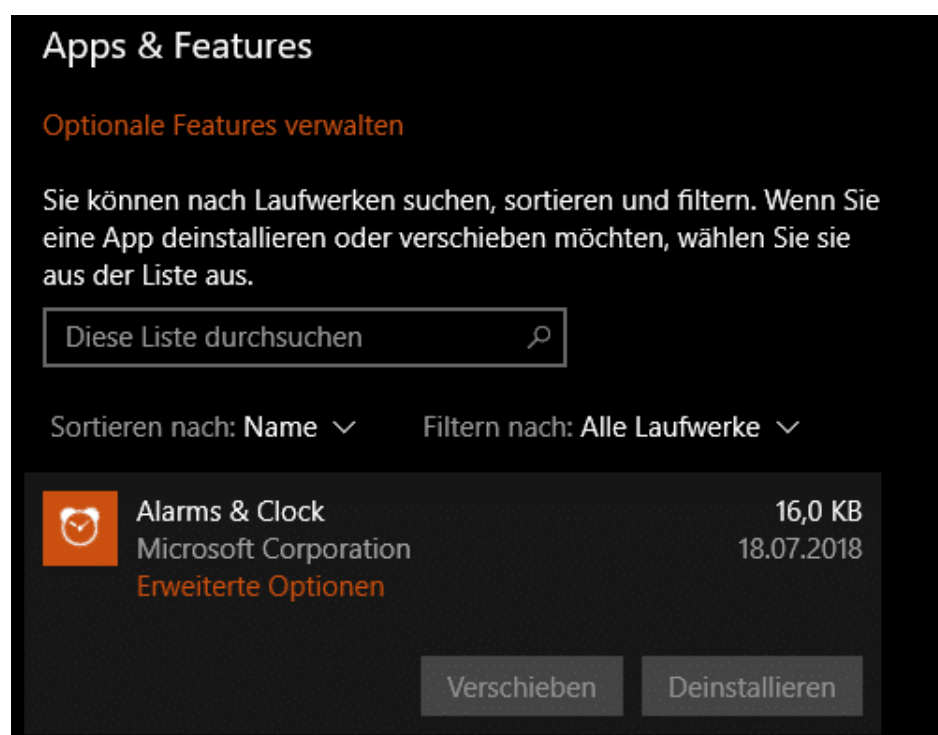 Apps & Features
Optionale Features verwalten
Sie können nach Laufwerken suchen, sortieren und filtern. Wenn Sie
eine App deinstallieren oder verschieben möchten, wählen Sie sie
aus der Liste aus.
Diese Liste durchsuchen
Sortieren nach: Name Filtern nach: Alle Laufwerke
Alarms & Clock 16,0 KB
Microsoft Corporation 18.07.2018
Erweiterte Optionen
Verschieben Deinstallieren